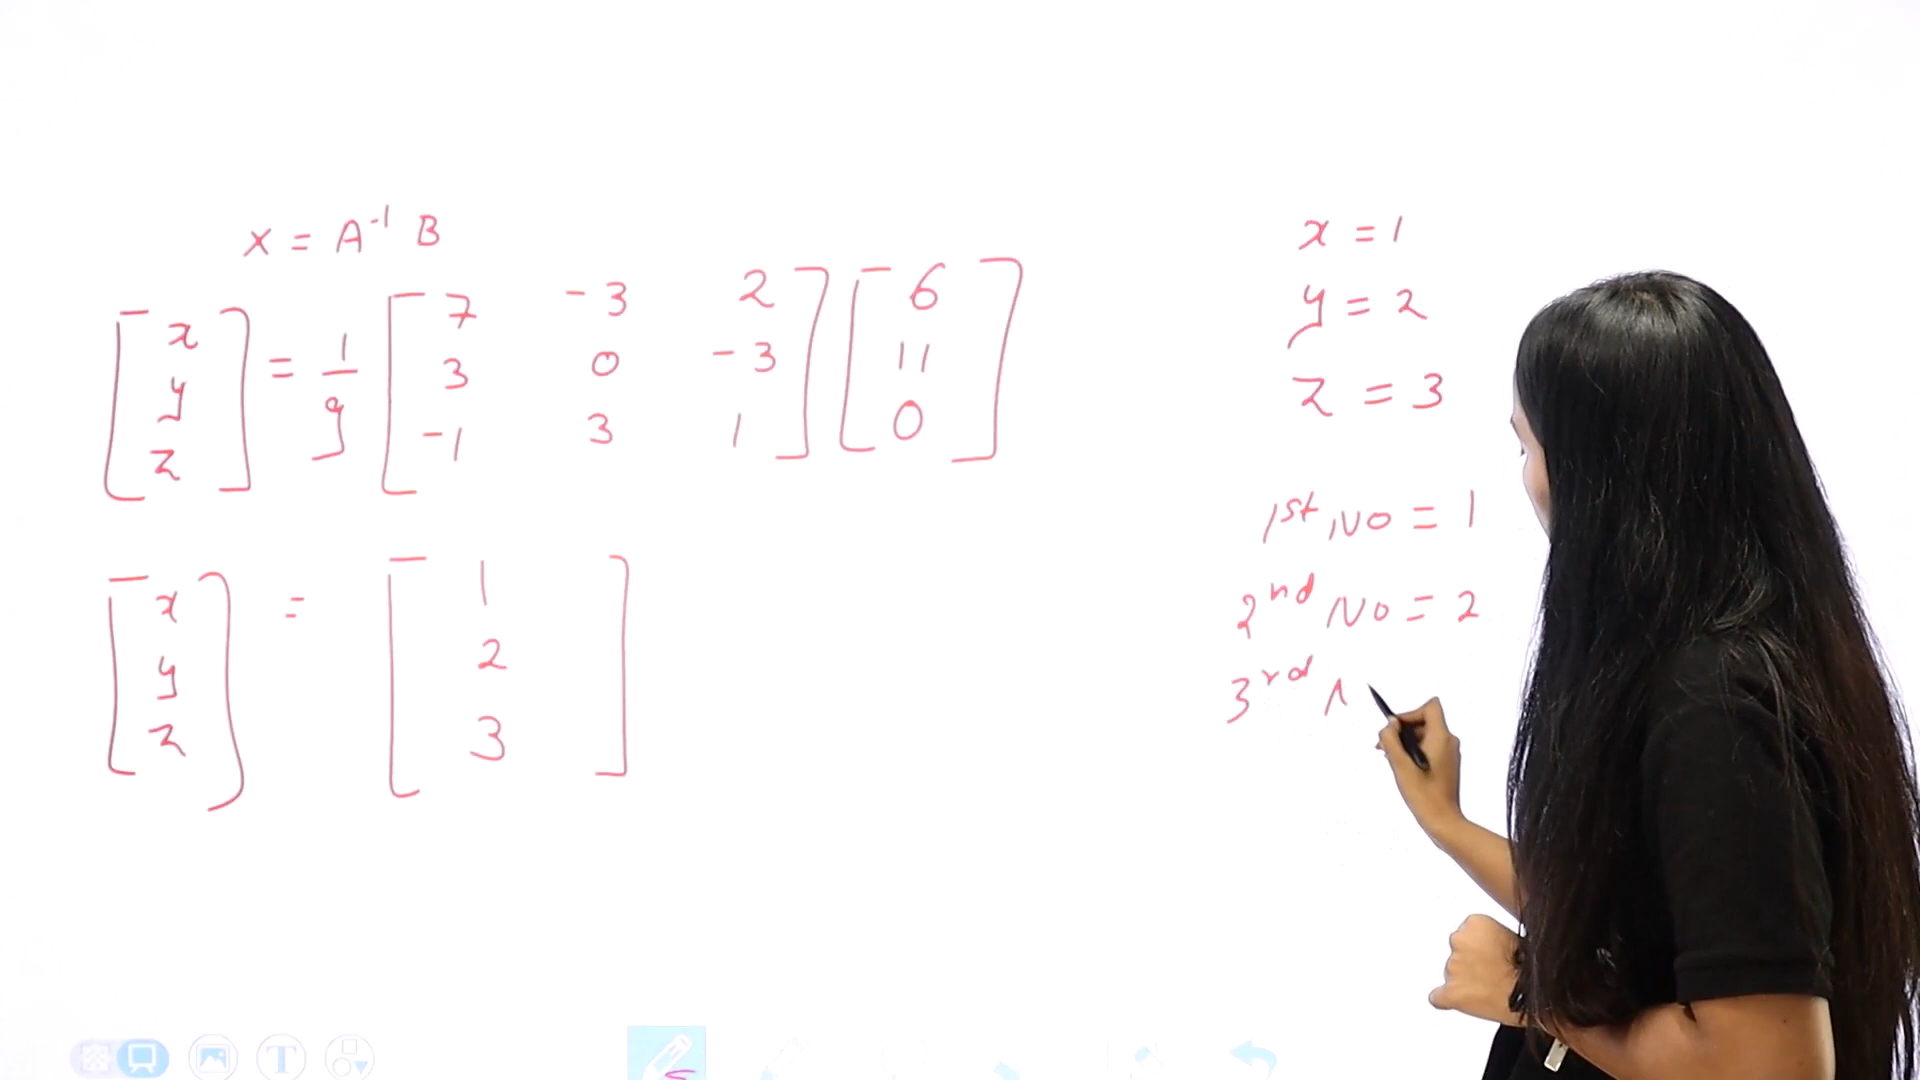 X = A⁻¹ B
[x y z] = 1/9 [7 -3 2
3 0 -3
-1 3 1] [6 11 0]
[x y z] = [1 2 3]
x = 1
y = 2
z = 3
1st No = 1
2nd No = 2
3rd N
T